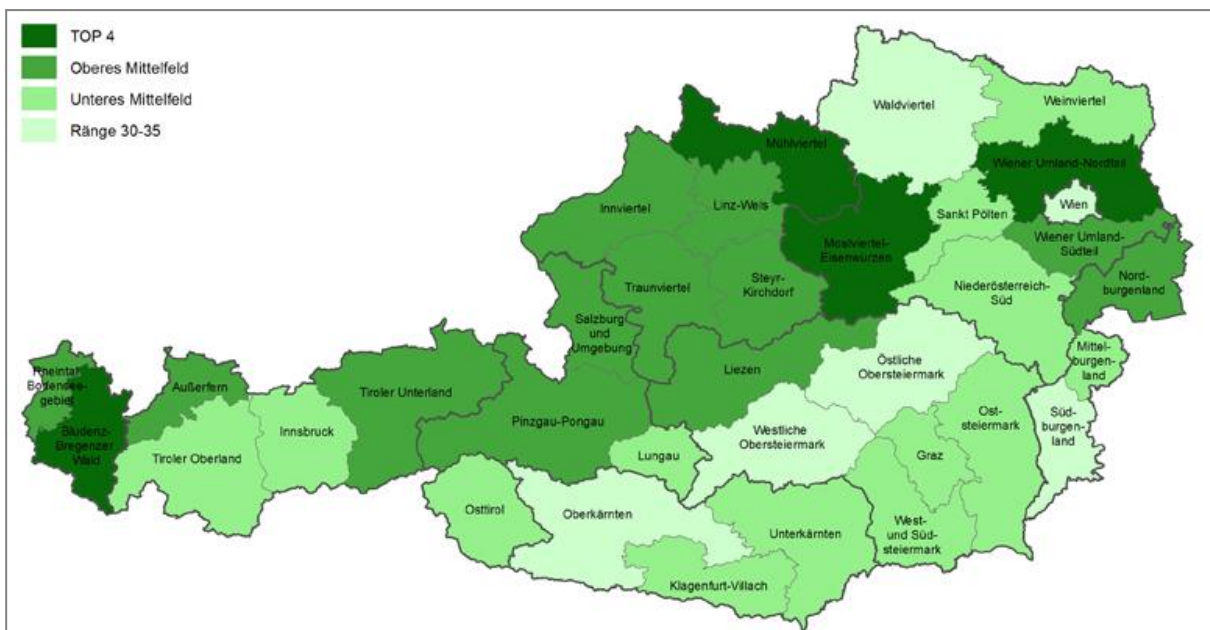 TOP 4
Oberes Mittelfeld
Unteres Mittelfeld
Ränge 30-35
Waldviertel
Weinviertel
Mühlviertel
Wiener Umland-Nordteil
Wien
Innviertel
Linz-Wels
Sankt Pölten
Mostviertel-
Eisenwurzen
Wiener Umland-
Südteil
Nord-
burgenland
Traunviertel
Steyr-
Kirchdorf
Niederösterreich-
Süd
Salzburg
und
Umgebung
Mittel-
burgen-
land
Östliche
Obersteiermark
Liezen
Rheintal-
Bodensee-
gebiet
Außerfern
Tiroler Unterland
Pinzgau-Pongau
Ost-
steiermark
Süd-
burgen-
land
Bludenz-
Bregenzer
Wald
Innsbruck
Tiroler Oberland
Westliche
Obersteiermark
Lungau
Graz
Osttirol
Oberkärnten
Unterkärnten
West-
und Süd-
steiermark
Klagenfurt-Villach